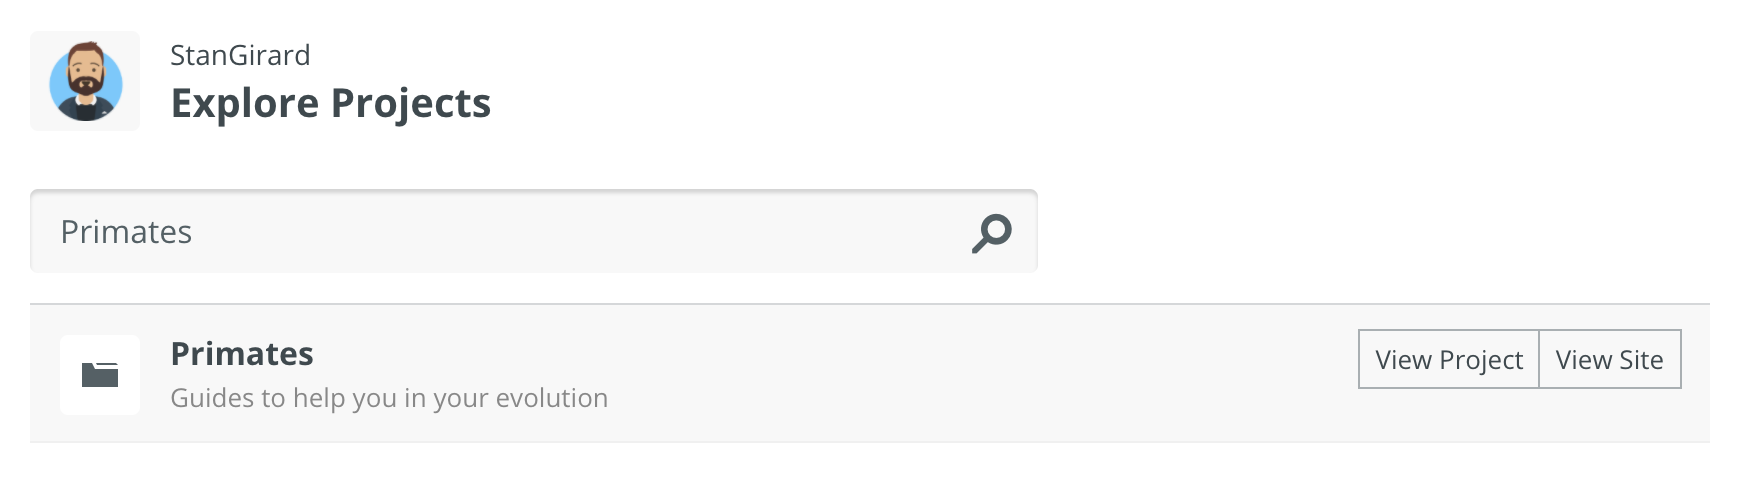 StanGirard
Explore Projects
Primates
Primates
View Project
View Site
Guides to help you in your evolution